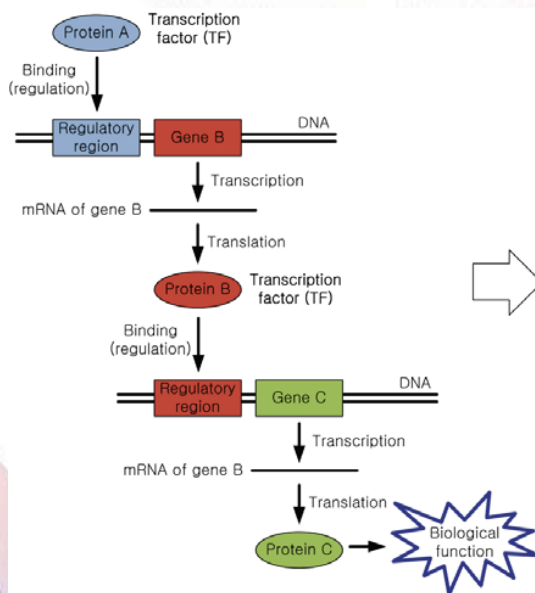 Protein A
Transcription
factor (TF)
Binding
(regulation)
DNA
Regulatory
region
Gene B
Transcription
mRNA of gene B
Translation
Protein B
Transcription
factor (TF)
Binding
(regulation)
DNA
Regulatory
region
Gene C
Transcription
mRNA of gene B
Translation
Protein C
Biological
function